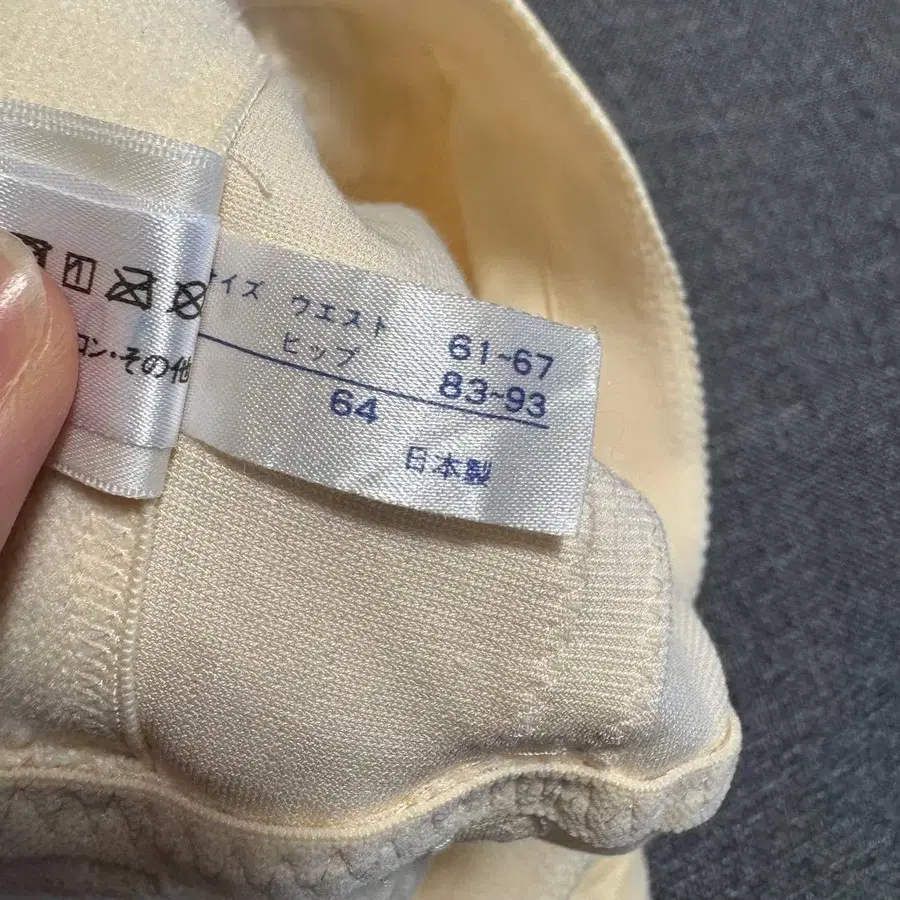 イズ ウエスト 61~67
ヒップ 83~93
64
日本製
コン・その他